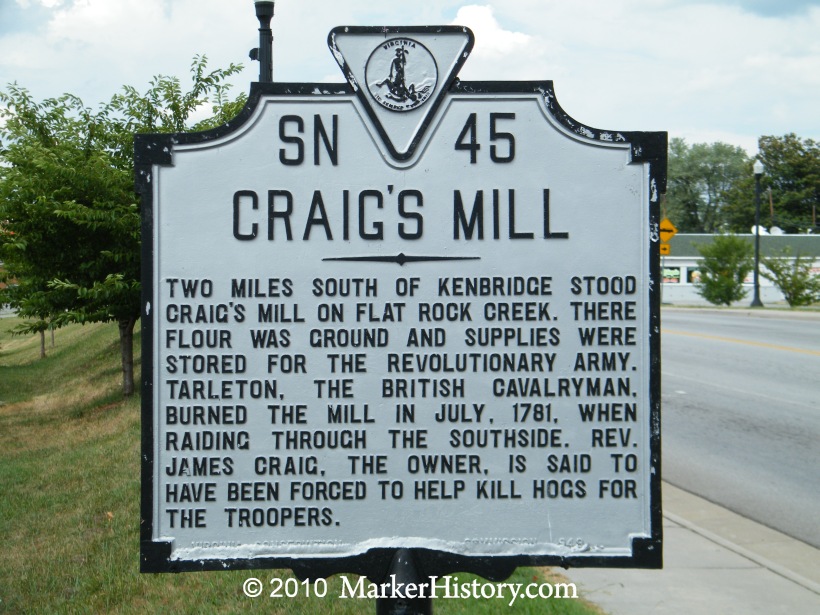 VIRGINIA
SN 45
CRAIG'S MILL
TWO MILES SOUTH OF KENBRIDGE STOOD
CRAIG'S MILL ON FLAT ROCK CREEK. THERE
FLOUR WAS GROUND AND SUPPLIES WERE
STORED FOR THE REVOLUTIONARY ARMY.
TARLETON, THE BRITISH CAVALRYMAN,
BURNED THE MILL IN JULY, 1781, WHEN
RAIDING THROUGH THE SOUTHSIDE. REV.
JAMES CRAIG, THE OWNER, IS SAID TO
HAVE BEEN FORCED TO HELP KILL HOGS FOR
THE TROOPERS.
CONSERVATION COMMISSION
© 2010 MarkerHistory.com